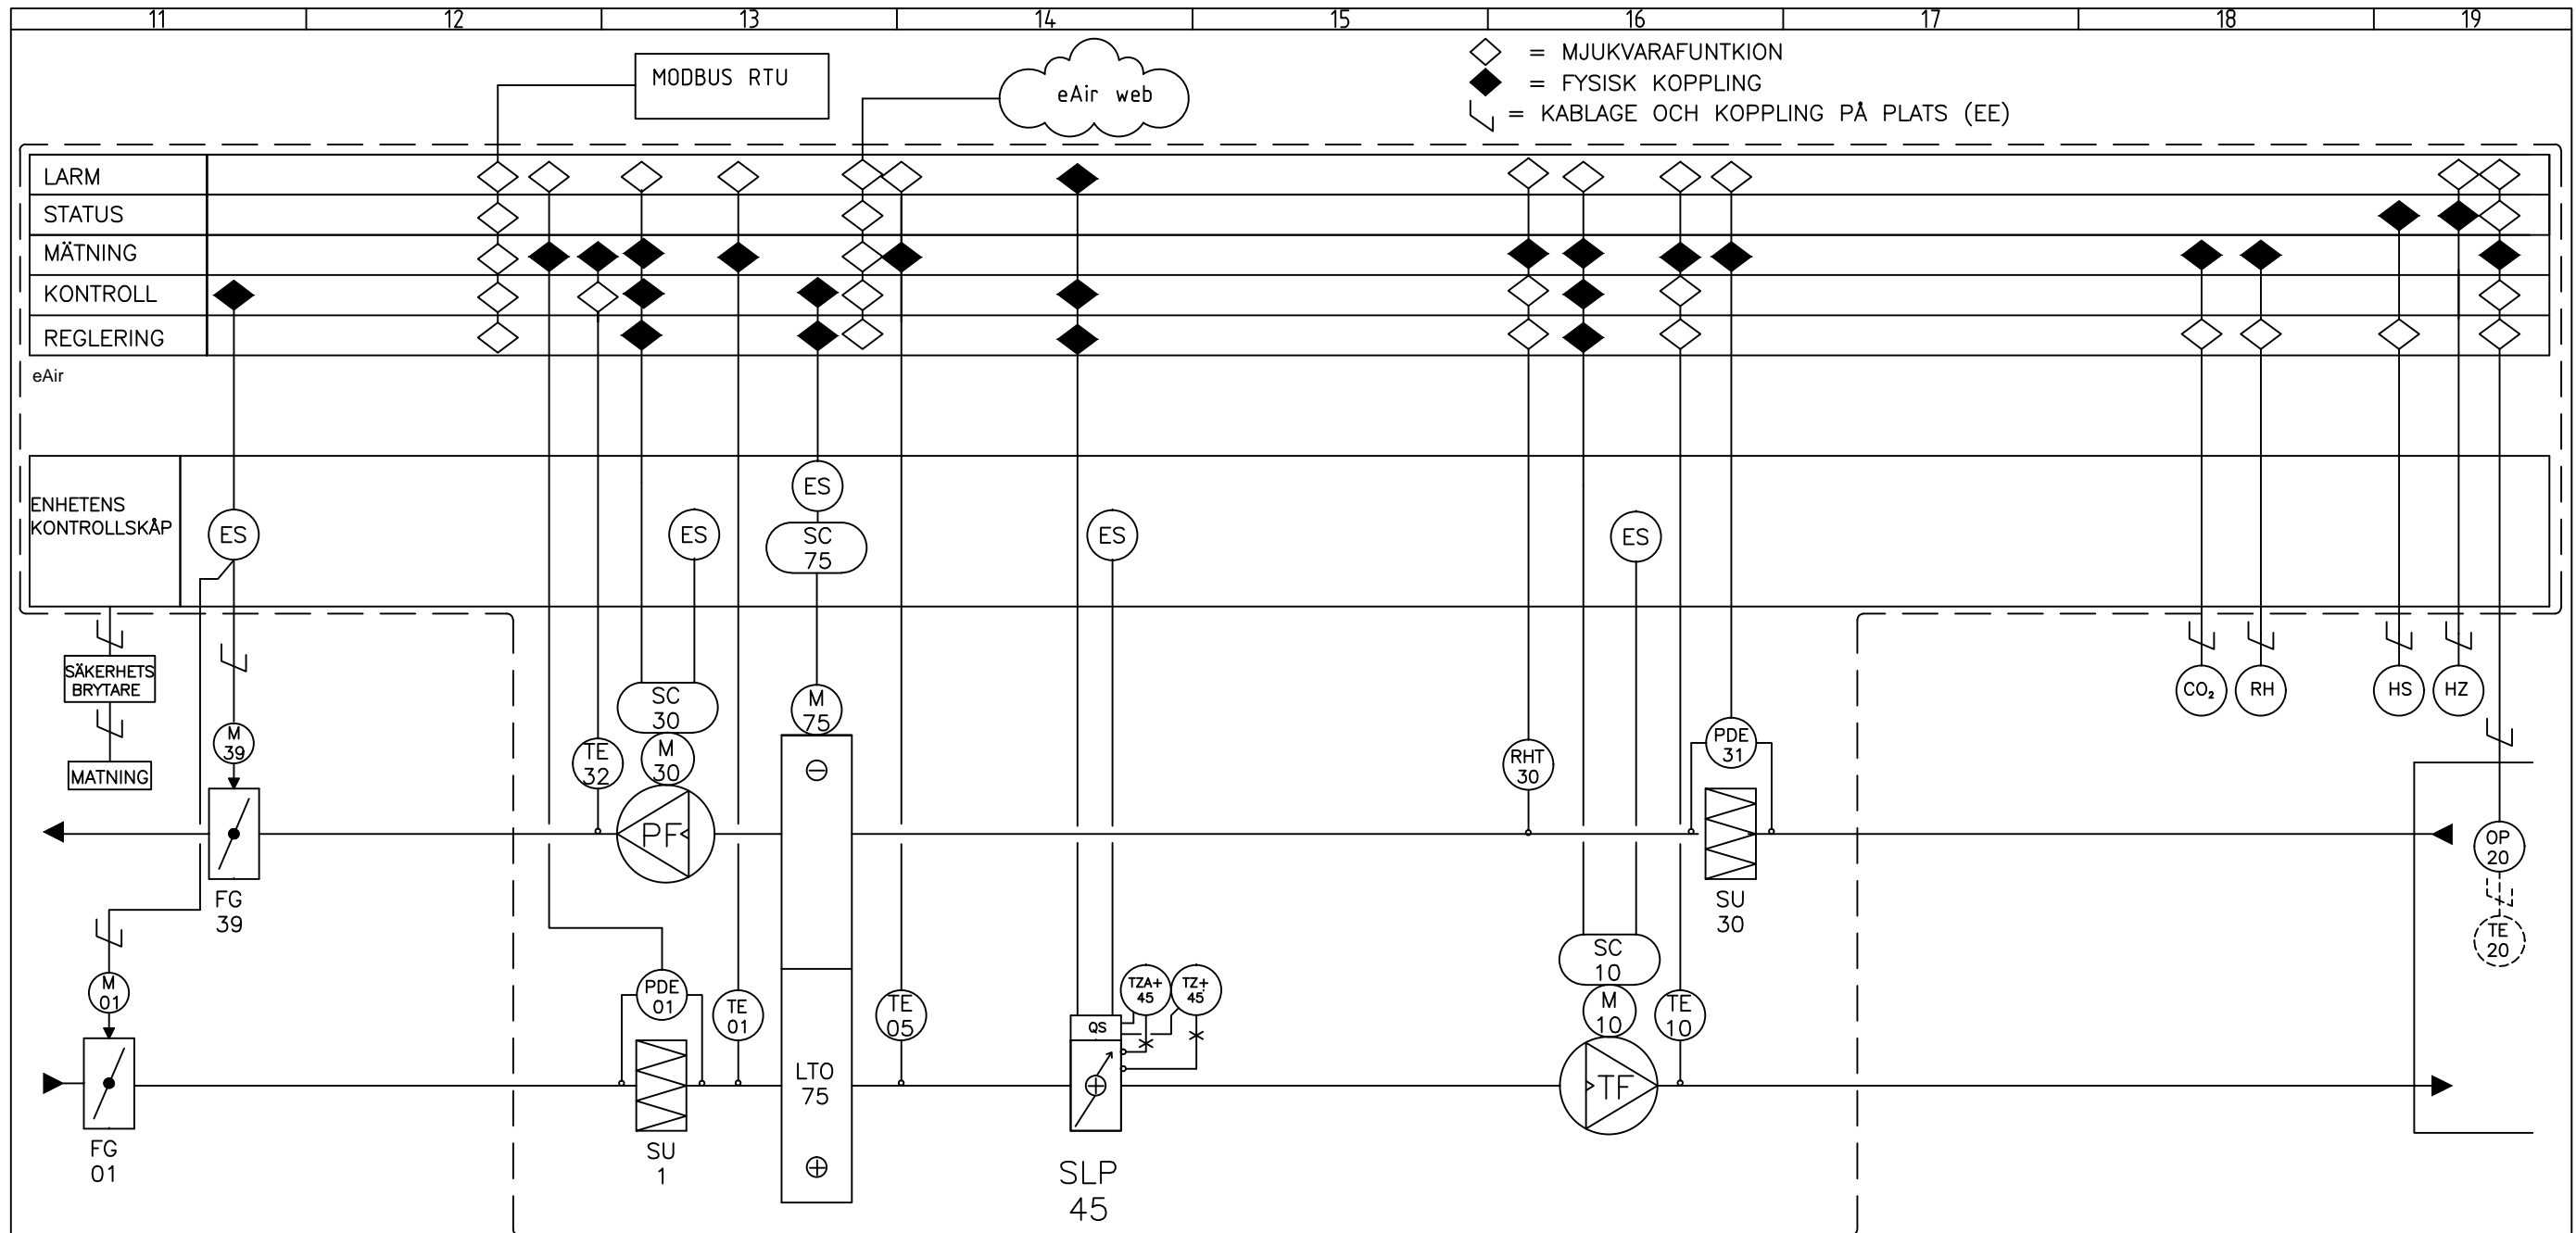 11 12 13 14 15 16 17 18 19
MODBUS RTU
eAir web
= MJUKVARAFUNTKION
= FYSISK KOPPLING
= KABLAGE OCH KOPPLING PÅ PLATS (EE)
LARM
STATUS
MÄTNING
KONTROLL
REGLERING
eAir
ENHETENS
KONTROLLSKÅP
ES
ES
ES
SC
75
ES
ES
SÄKERHETS
BRYTARE
MATNING
M
39
FG
39
M
01
FG
01
TE
32
SC
30
M
30
PF
M
75
LTO
75
PDE
01
SU
1
TE
01
TE
05
QS
TZA+
45
TZ+
45
SLP
45
RHT
30
PDE
31
SU
30
SC
10
M
10
TF
TE
10
CO₂
RH
HS
HZ
OP
20
TE
20